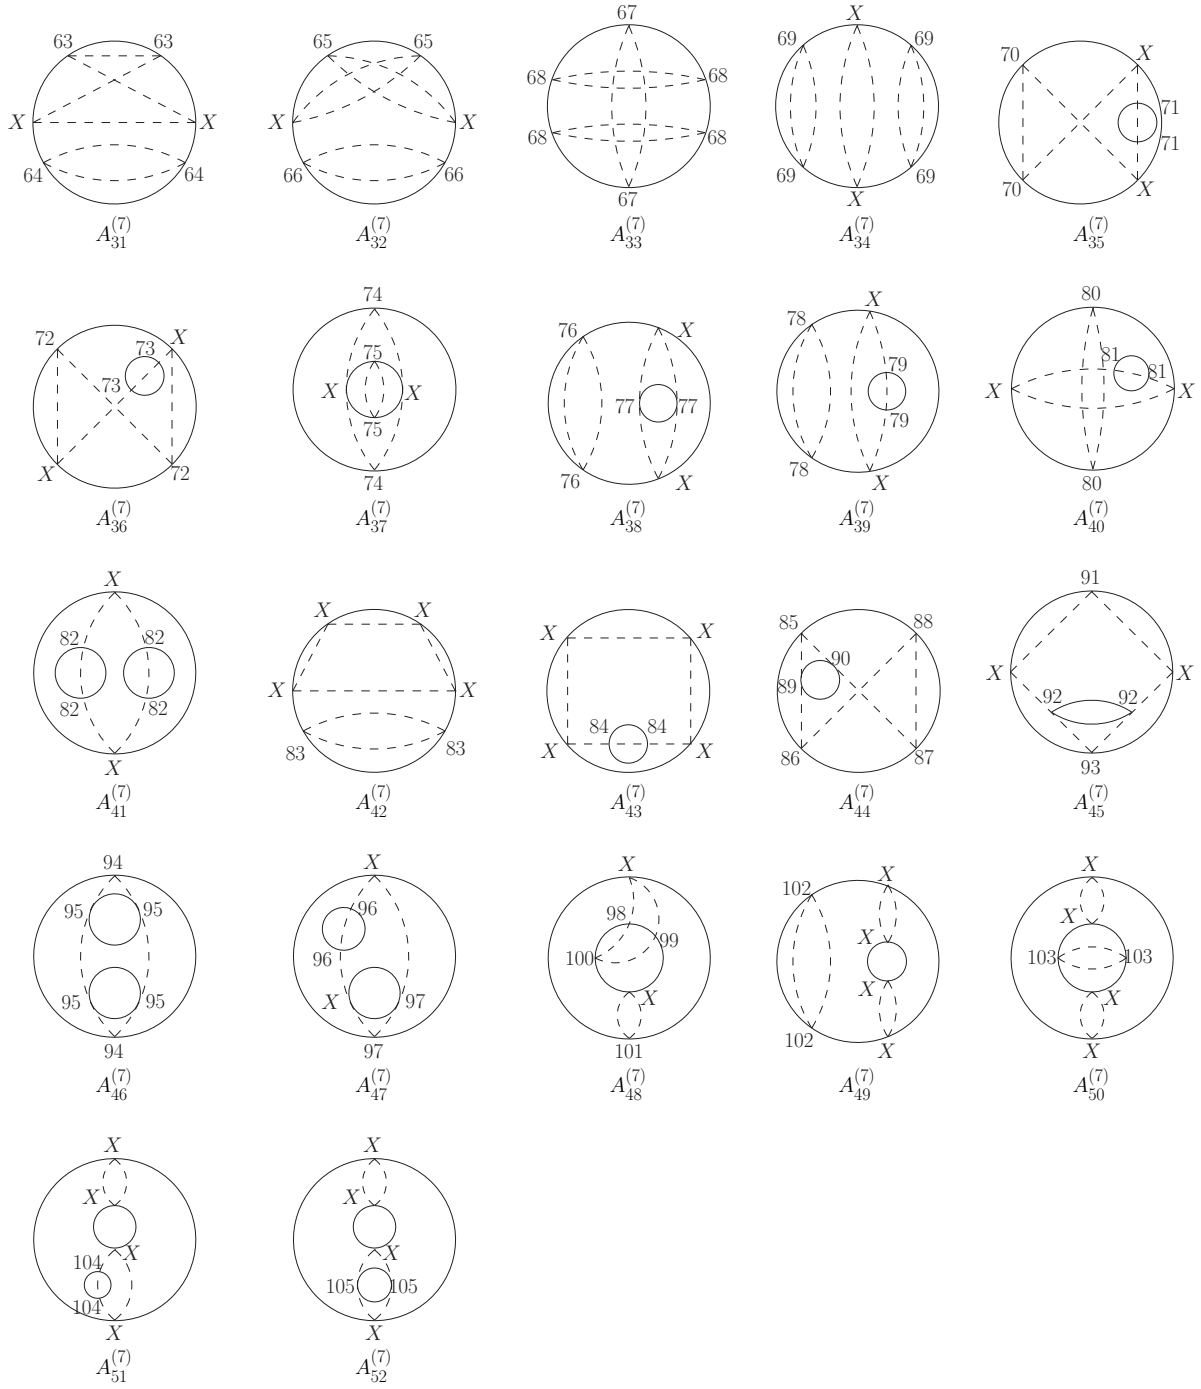 63 63
X X
64 64
A_{31}^{(7)}
65 65
X X
66 66
A_{32}^{(7)}
67
68 68
68 68
67
A_{33}^{(7)}
X
69 69
69 69
X
A_{34}^{(7)}
70 X
71
71
70 X
A_{35}^{(7)}
72 X
73
73
X 72
A_{36}^{(7)}
74
75
X X
75
74
A_{37}^{(7)}
76 X
77 77
76 X
A_{38}^{(7)}
78 X
79
79
78 X
A_{39}^{(7)}
80
81 81
X X
80
A_{40}^{(7)}
X
82 82
82 82
X
A_{41}^{(7)}
X X
X X
83 83
A_{42}^{(7)}
X X
84 84
X X
A_{43}^{(7)}
85 88
90
89
86 87
A_{44}^{(7)}
91
X X
92 92
93
A_{45}^{(7)}
94
95 95
95 95
94
A_{46}^{(7)}
X
96
96
X 97
97
A_{47}^{(7)}
X
98
99
100
X
101
A_{48}^{(7)}
102 X
X
X
102 X
A_{49}^{(7)}
X
X
103 103
X
X
A_{50}^{(7)}
X
X
X
104
104
X
A_{51}^{(7)}
X
X
X
105 105
X
A_{52}^{(7)}